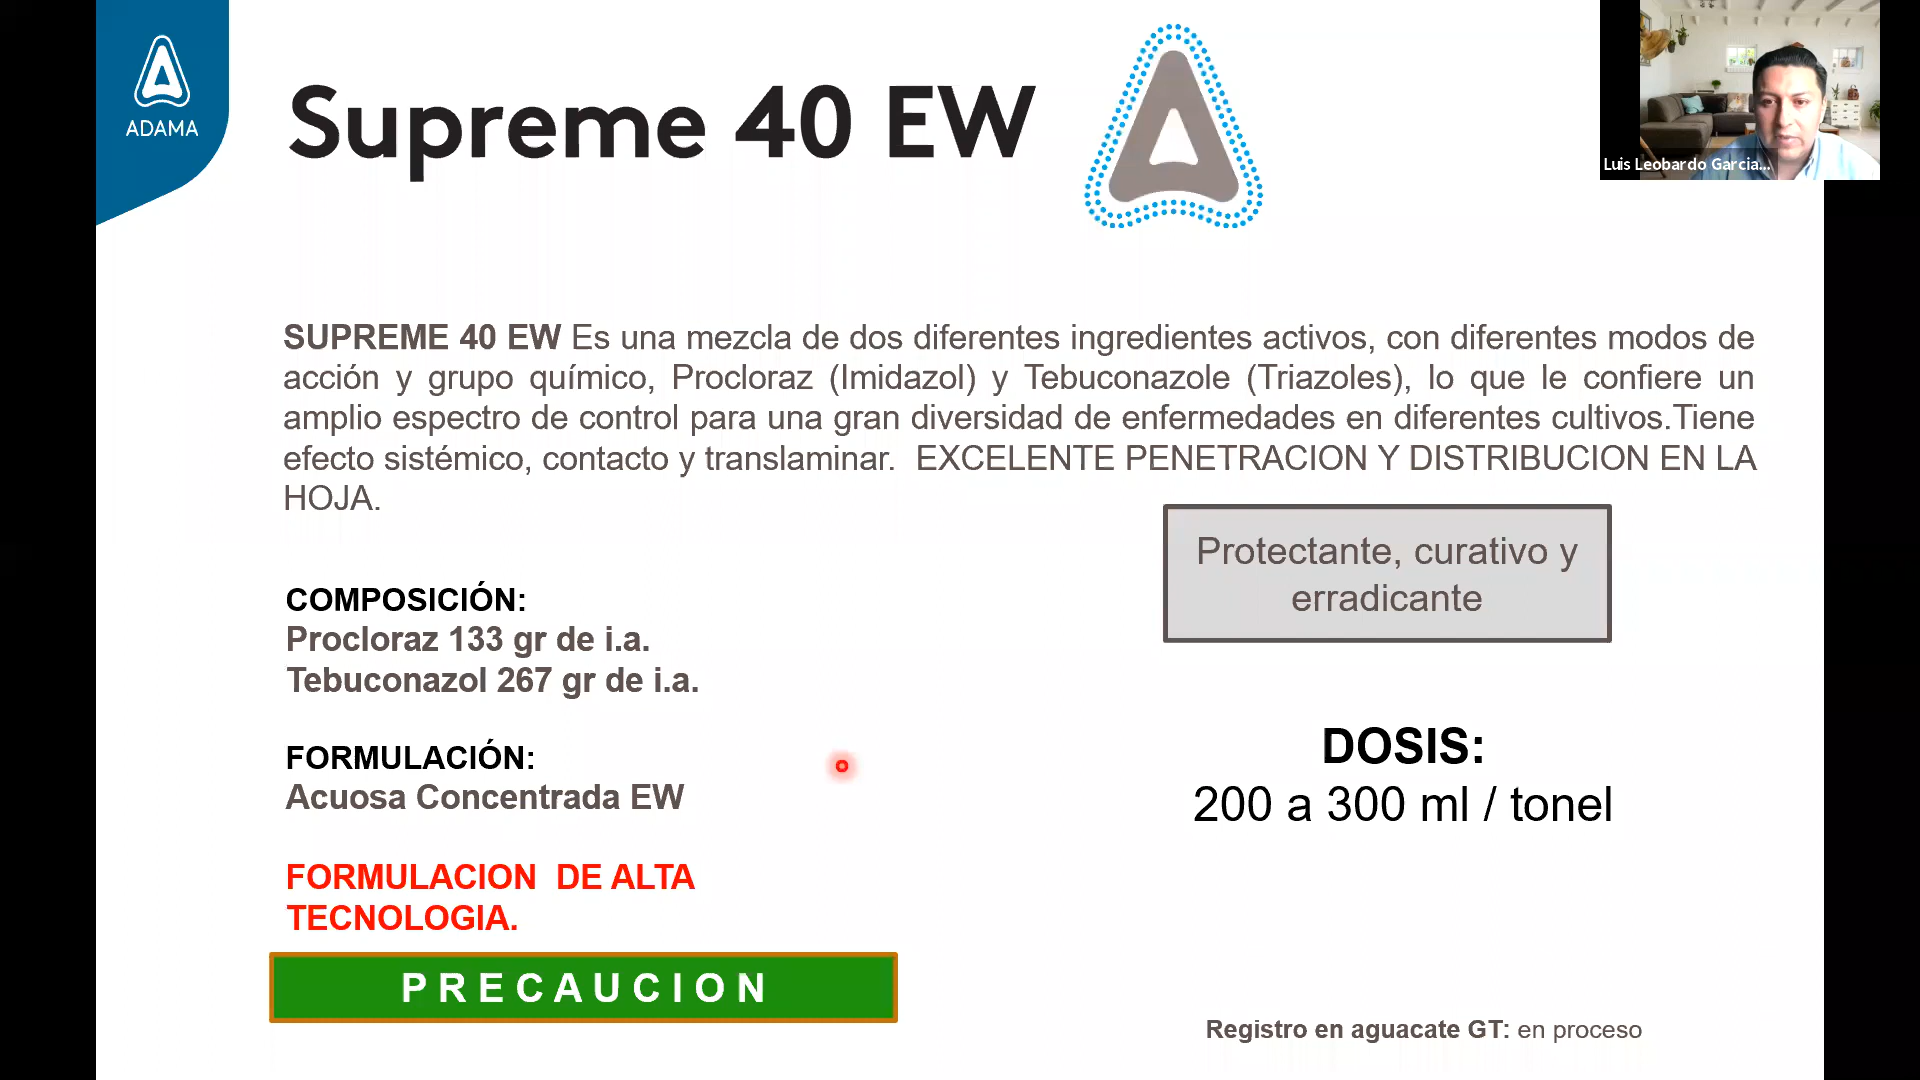 ADAMA
Supreme 40 EW
Luis Leobardo Garcia...
SUPREME 40 EW Es una mezcla de dos diferentes ingredientes activos, con diferentes modos de
acción y grupo químico, Procloraz (Imidazol) y Tebuconazole (Triazoles), lo que le confiere un
amplio espectro de control para una gran diversidad de enfermedades en diferentes cultivos.Tiene
efecto sistémico, contacto y translaminar. EXCELENTE PENETRACION Y DISTRIBUCION EN LA
HOJA.
Protectante, curativo y
erradicante
COMPOSICIÓN:
Procloraz 133 gr de i.a.
Tebuconazol 267 gr de i.a.
FORMULACIÓN:
Acuosa Concentrada EW
DOSIS:
200 a 300 ml / tonel
FORMULACION DE ALTA
TECNOLOGIA.
PRECAUCION
Registro en aguacate GT: en proceso